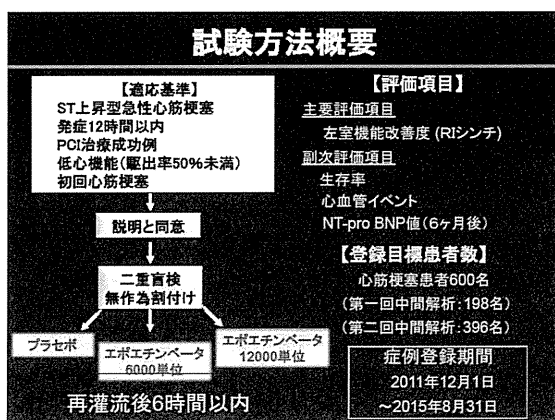 試験方法概要
【適応基準】
ST上昇型急性心筋梗塞
発症12時間以内
PCI治療成功例
低心機能(駆出率50%未満)
初回心筋梗塞
説明と同意
二重盲検
無作為割付け
プラセボ
エポエチンベータ
6000単位
エポエチンベータ
12000単位
再灌流後6時間以内
【評価項目】
主要評価項目
左室機能改善度 (RIシンチ)
副次評価項目
生存率
心血管イベント
NT-pro BNP値(6ヶ月後)
【登録目標患者数】
心筋梗塞患者600名
(第一回中間解析:198名)
(第二回中間解析:396名)
症例登録期間
2011年12月1日
~2015年8月31日